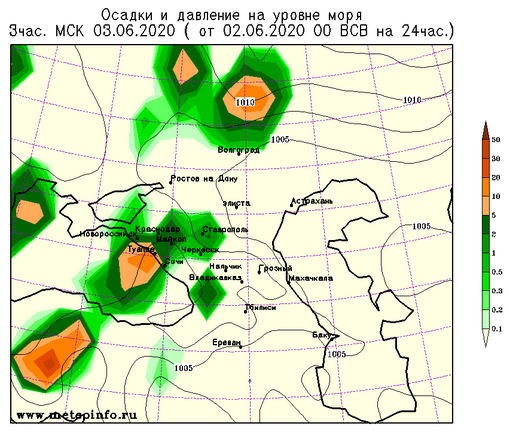 Осадки и давление на уровне моря
3час. МСК 03.06.2020 ( от 02.06.2020 00 ВСВ на 24час.)
1010
1010
1005
Волгоград
Ростов на Дону
Элиста
Астрахань
1005
Краснодар
Новороссийск
Майкоп
Ставрополь
Туапсе
Черкесск
Сочи
Нальчик
Грозный
Владикавказ
Махачкала
Тбилиси
Ереван
Баку
1005
1005
www.metepinfo.ru
50
30
20
10
5
2
1
0.5
0.3
0.2
0.1